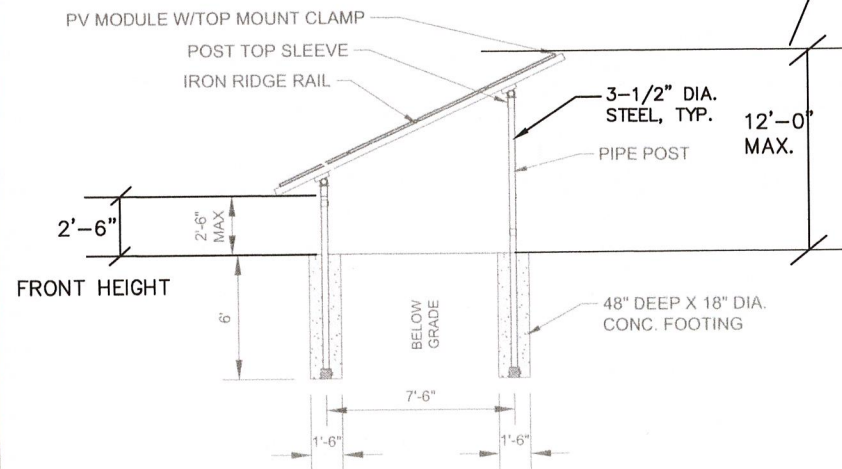 PV MODULE W/TOP MOUNT CLAMP
POST TOP SLEEVE
IRON RIDGE RAIL
3-1/2" DIA.
STEEL, TYP.
12'-0"
MAX.
PIPE POST
2'-6"
2'-6"
MAX
FRONT HEIGHT
6'
BELOW
GRADE
48" DEEP X 18" DIA.
CONC. FOOTING
7'-6"
1'-6"
1'-6"